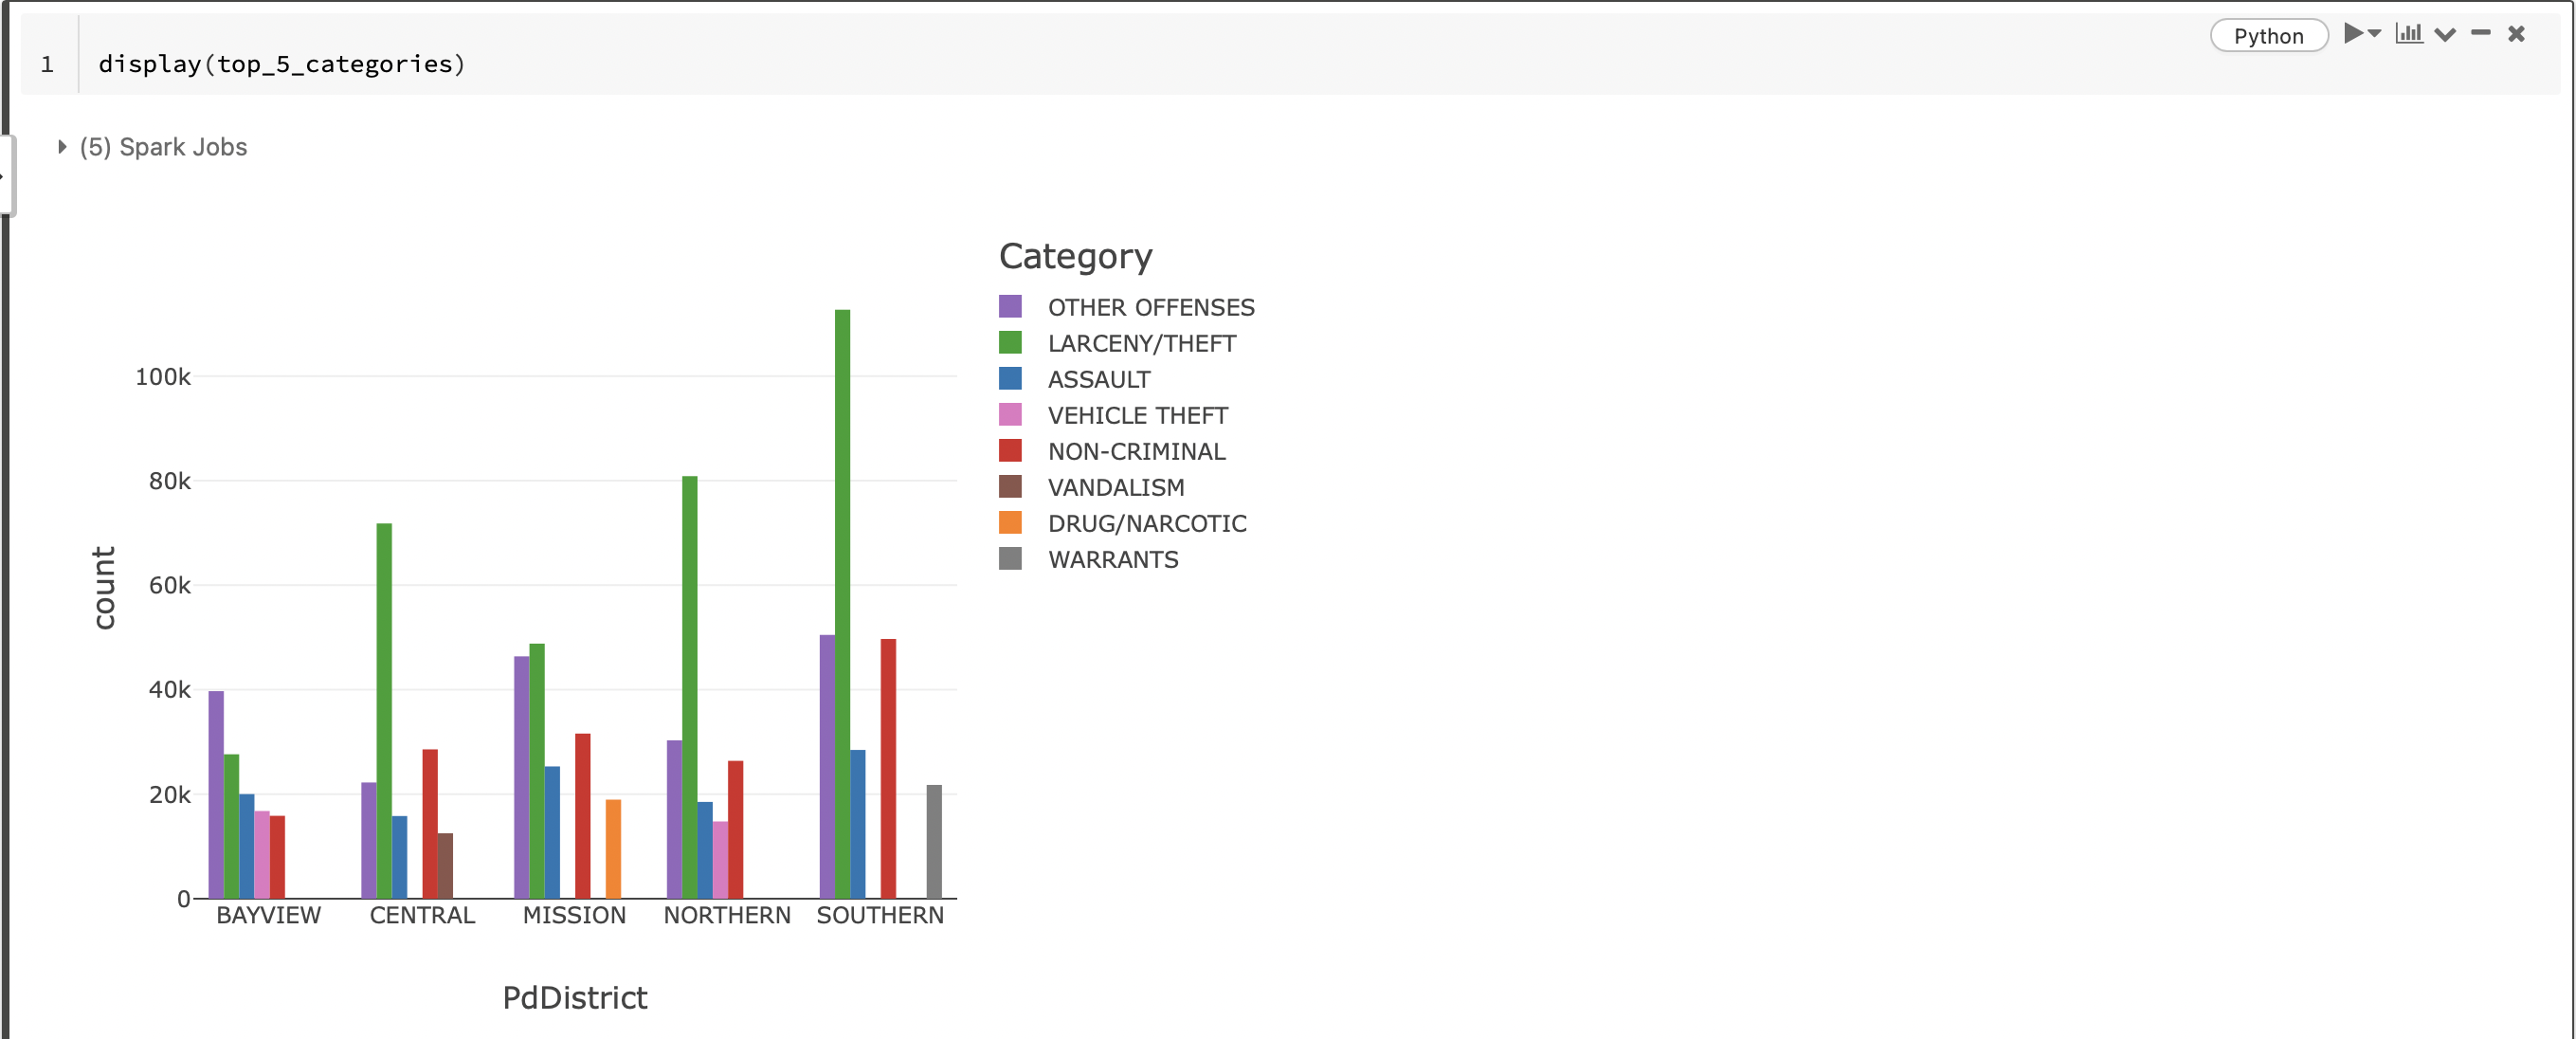 Python
1 display(top_5_categories)
(5) Spark Jobs
Category
OTHER OFFENSES
LARCENY/THEFT
ASSAULT
VEHICLE THEFT
NON-CRIMINAL
VANDALISM
DRUG/NARCOTIC
WARRANTS
count
100k
80k
60k
40k
20k
0
BAYVIEW CENTRAL MISSION NORTHERN SOUTHERN
PdDistrict